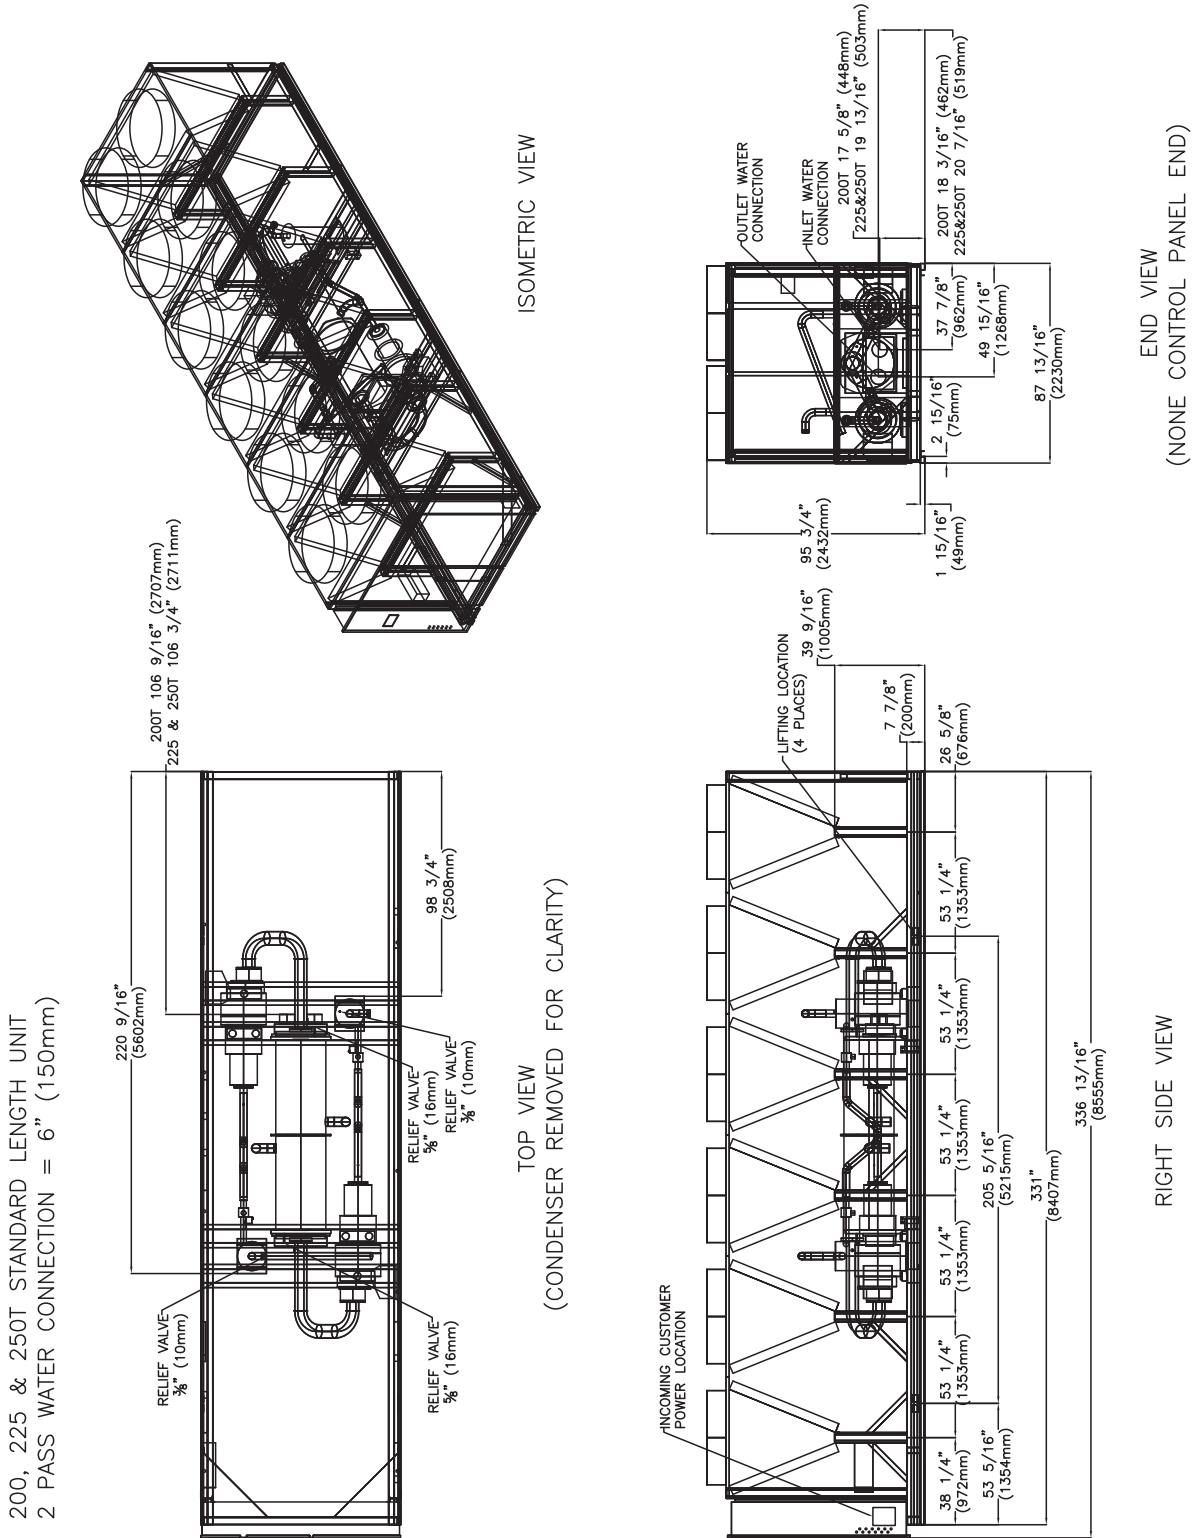 200, 225 & 250T STANDARD LENGTH UNIT
2 PASS WATER CONNECTION = 6" (150mm)
220 9/16"
(5602mm)
200T 106 9/16" (2707mm)
225 & 250T 106 3/4" (2711mm)
RELIEF VALVE
⅜" (10mm)
98 3/4"
(2508mm)
RELIEF VALVE
⅝" (16mm)
RELIEF VALVE
⅝" (16mm)
RELIEF VALVE
⅜" (10mm)
TOP VIEW
(CONDENSER REMOVED FOR CLARITY)
ISOMETRIC VIEW
INCOMING CUSTOMER
POWER LOCATION
LIFTING LOCATION
(4 PLACES)
39 9/16"
(1005mm)
7 7/8"
(200mm)
38 1/4"
(972mm)
53 1/4"
(1353mm)
53 1/4"
(1353mm)
53 1/4"
(1353mm)
53 1/4"
(1353mm)
53 1/4"
(1353mm)
26 5/8"
(676mm)
53 5/16"
(1354mm)
205 5/16"
(5215mm)
331"
(8407mm)
336 13/16"
(8555mm)
RIGHT SIDE VIEW
OUTLET WATER
CONNECTION
INLET WATER
CONNECTION
200T 17 5/8" (448mm)
225&250T 19 13/16" (503mm)
200T 18 3/16" (462mm)
225&250T 20 7/16" (519mm)
95 3/4"
(2432mm)
1 15/16"
(49mm)
2 15/16"
(75mm)
37 7/8"
(962mm)
49 15/16"
(1268mm)
87 13/16"
(2230mm)
END VIEW
(NONE CONTROL PANEL END)